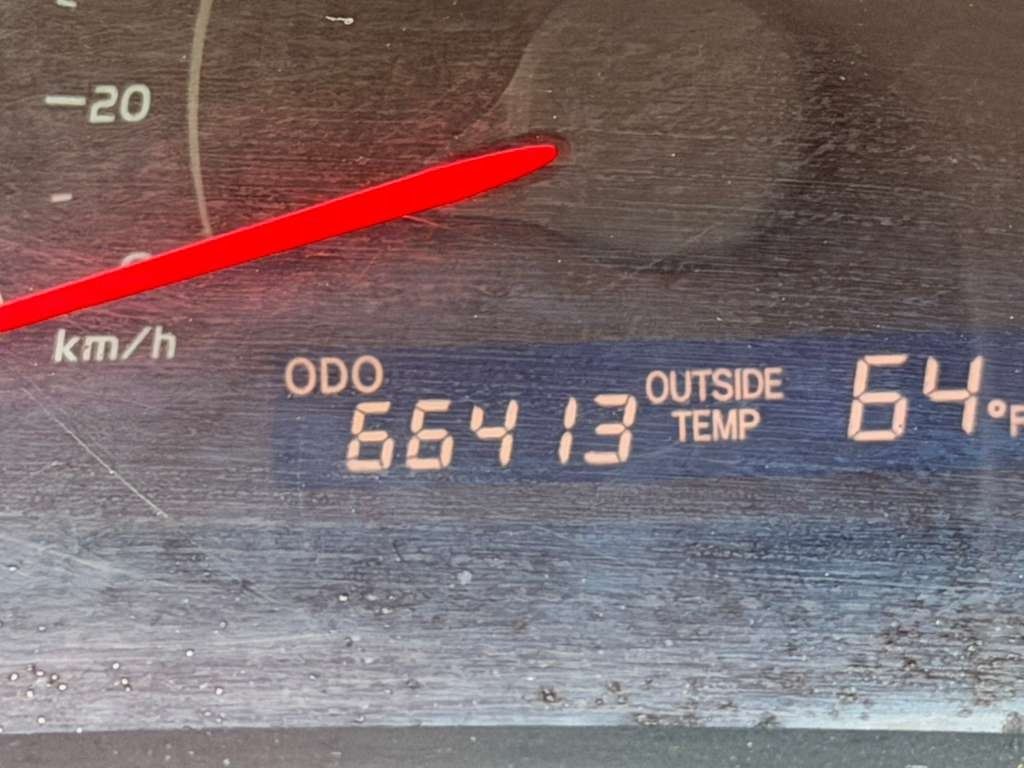 -20
km/h
ODO
66413
OUTSIDE
TEMP
64°F